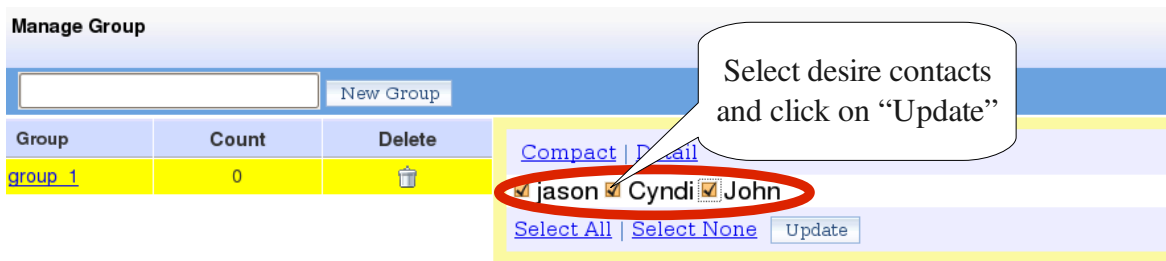 Manage Group
Select desire contacts
and click on “Update”
New Group
Group Count Delete
Compact | Detail
group_1 0
jason Cyndi John
Select All | Select None Update